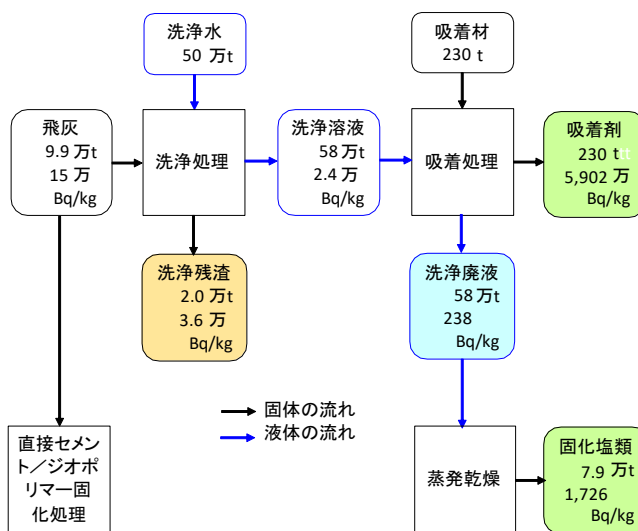 洗浄水
50 万t
吸着材
230 t
飛灰
9.9 万t
15 万
Bq/kg
洗浄処理
洗浄溶液
58 万t
2.4 万
Bq/kg
吸着処理
吸着剤
230 t
5,902 万
Bq/kg
洗浄残渣
2.0 万t
3.6 万
Bq/kg
洗浄廃液
58 万t
238
Bq/kg
固体の流れ
液体の流れ
直接セメン
ト／ジオポ
リマー固
化処理
蒸発乾燥
固化塩類
7.9 万t
1,726
Bq/kg